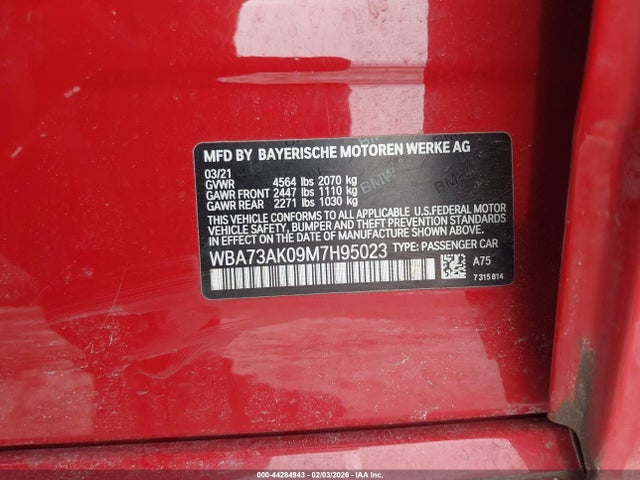 MFD BY BAYERISCHE MOTOREN WERKE AG
03/21
GVWR 4564 lbs 2070 kg
GAWR FRONT 2447 lbs 1110 kg
GAWR REAR 2271 lbs 1030 kg
THIS VEHICLE CONFORMS TO ALL APPLICABLE U.S.FEDERAL MOTOR
VEHICLE SAFETY, BUMPER AND THEFT PREVENTION STANDARDS IN
EFFECT ON THE DATE OF MANUFACTURE SHOWN ABOVE.
WBA73AK09M7H95023 TYPE: PASSENGER CAR
A75
7 315 814
BMW
000-44284943 - 02/03/2026 - IAA Inc.